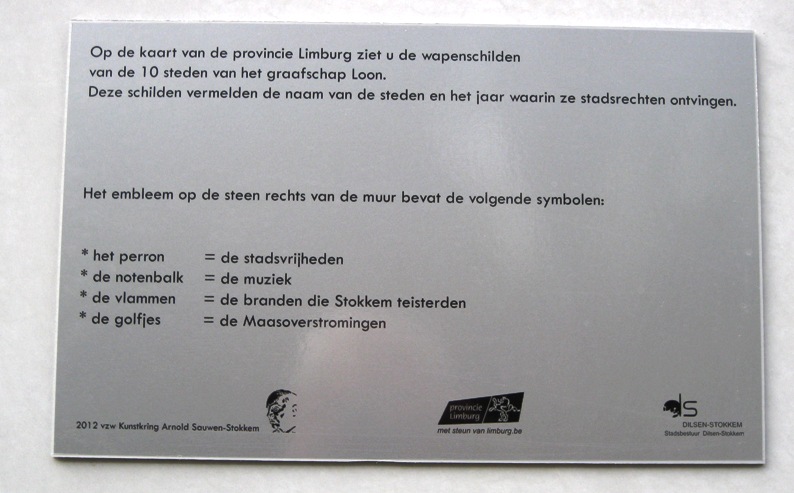 Op de kaart van de provincie Limburg ziet u de wapenschilden
van de 10 steden van het graafschap Loon.
Deze schilden vermelden de naam van de steden en het jaar waarin ze stadsrechten ontvingen.
Het embleem op de steen rechts van de muur bevat de volgende symbolen:
* het perron = de stadsvrijheden
* de notenbalk = de muziek
* de vlammen = de branden die Stokkem teisterden
* de golfjes = de Maasoverstromingen
2012 vzw Kunstkring Arnold Sauwen-Stokkem
provincie
Limburg
met steun van limburg.be
ds
DILSEN-STOKKEM
Stadsbestuur Dilsen-Stokkem